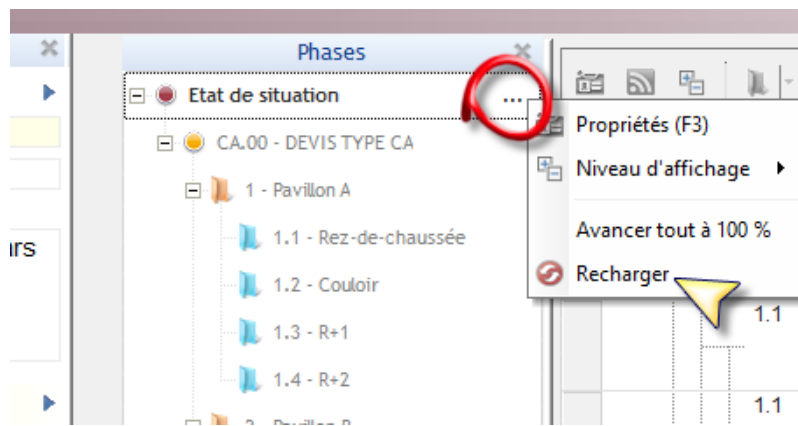 Phases
Etat de situation
...
CA.00 - DEVIS TYPE CA
1 - Pavillon A
1.1 - Rez-de-chaussée
1.2 - Couloir
1.3 - R+1
1.4 - R+2
Propriétés (F3)
Niveau d'affichage
Avancer tout à 100 %
Recharger
1.1
1.1